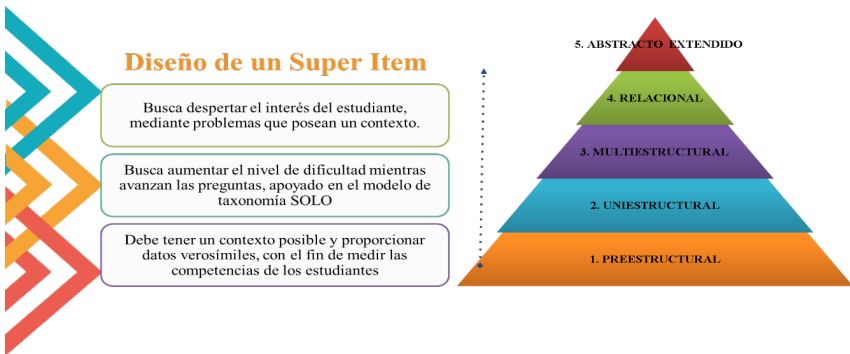 Diseño de un Super Item
Busca despertar el interés del estudiante,
mediante problemas que posean un contexto.
Busca aumentar el nivel de dificultad mientras
avanzan las preguntas, apoyado en el modelo de
taxonomía SOLO
Debe tener un contexto posible y proporcionar
datos verosímiles, con el fin de medir las
competencias de los estudiantes
5. ABSTRACTO EXTENDIDO
4. RELACIONAL
3. MULTIESTRUCTURAL
2. UNIESTRUCTURAL
1. PREESTRUCTURAL